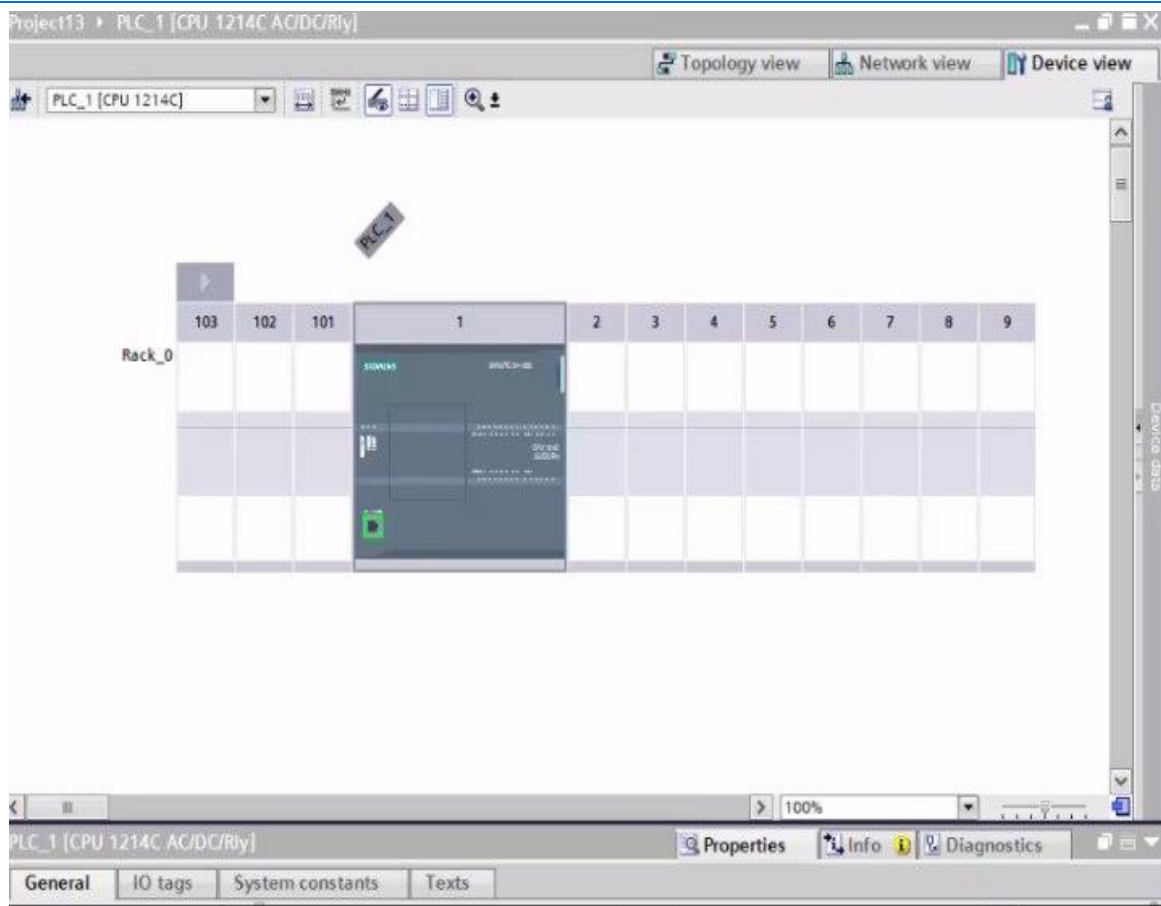 Project13 ▸ PLC_1 [CPU 1214C AC/DC/Rly]
Topology view Network view Device view
PLC_1 [CPU 1214C]
PLC_1
103 102 101 1 2 3 4 5 6 7 8 9
Rack_0
SIEMENS
Device data
100%
PLC_1 [CPU 1214C AC/DC/Rly]
Properties Info Diagnostics
General IO tags System constants Texts